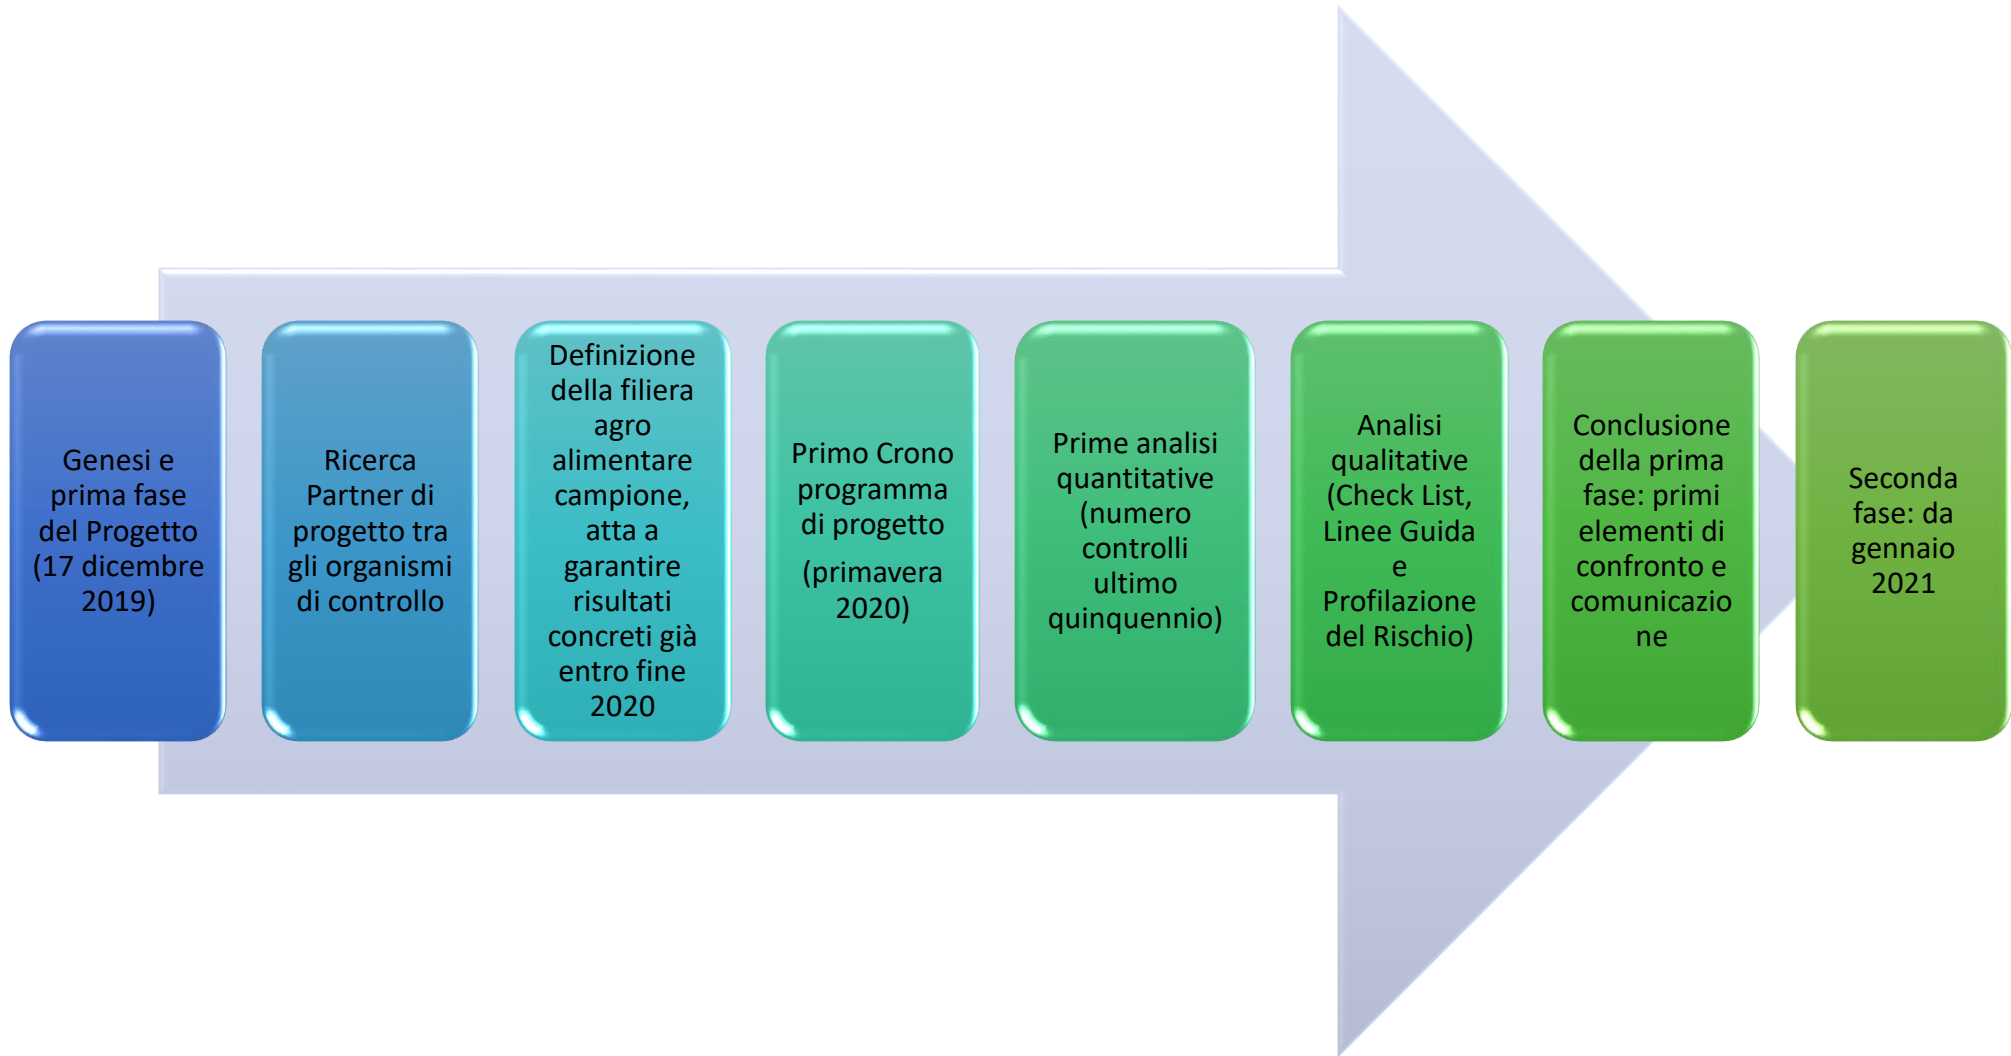 Genesi e
prima fase
del Progetto
(17 dicembre
2019)
Ricerca
Partner di
progetto tra
gli organismi
di controllo
Definizione
della filiera
agro
alimentare
campione,
atta a
garantire
risultati
concreti già
entro fine
2020
Primo Crono
programma
di progetto
(primavera
2020)
Prime analisi
quantitative
(numero
controlli
ultimo
quinquennio)
Analisi
qualitative
(Check List,
Linee Guida
e
Profilazione
del Rischio)
Conclusione
della prima
fase: primi
elementi di
confronto e
comunicazio
ne
Seconda
fase: da
gennaio
2021